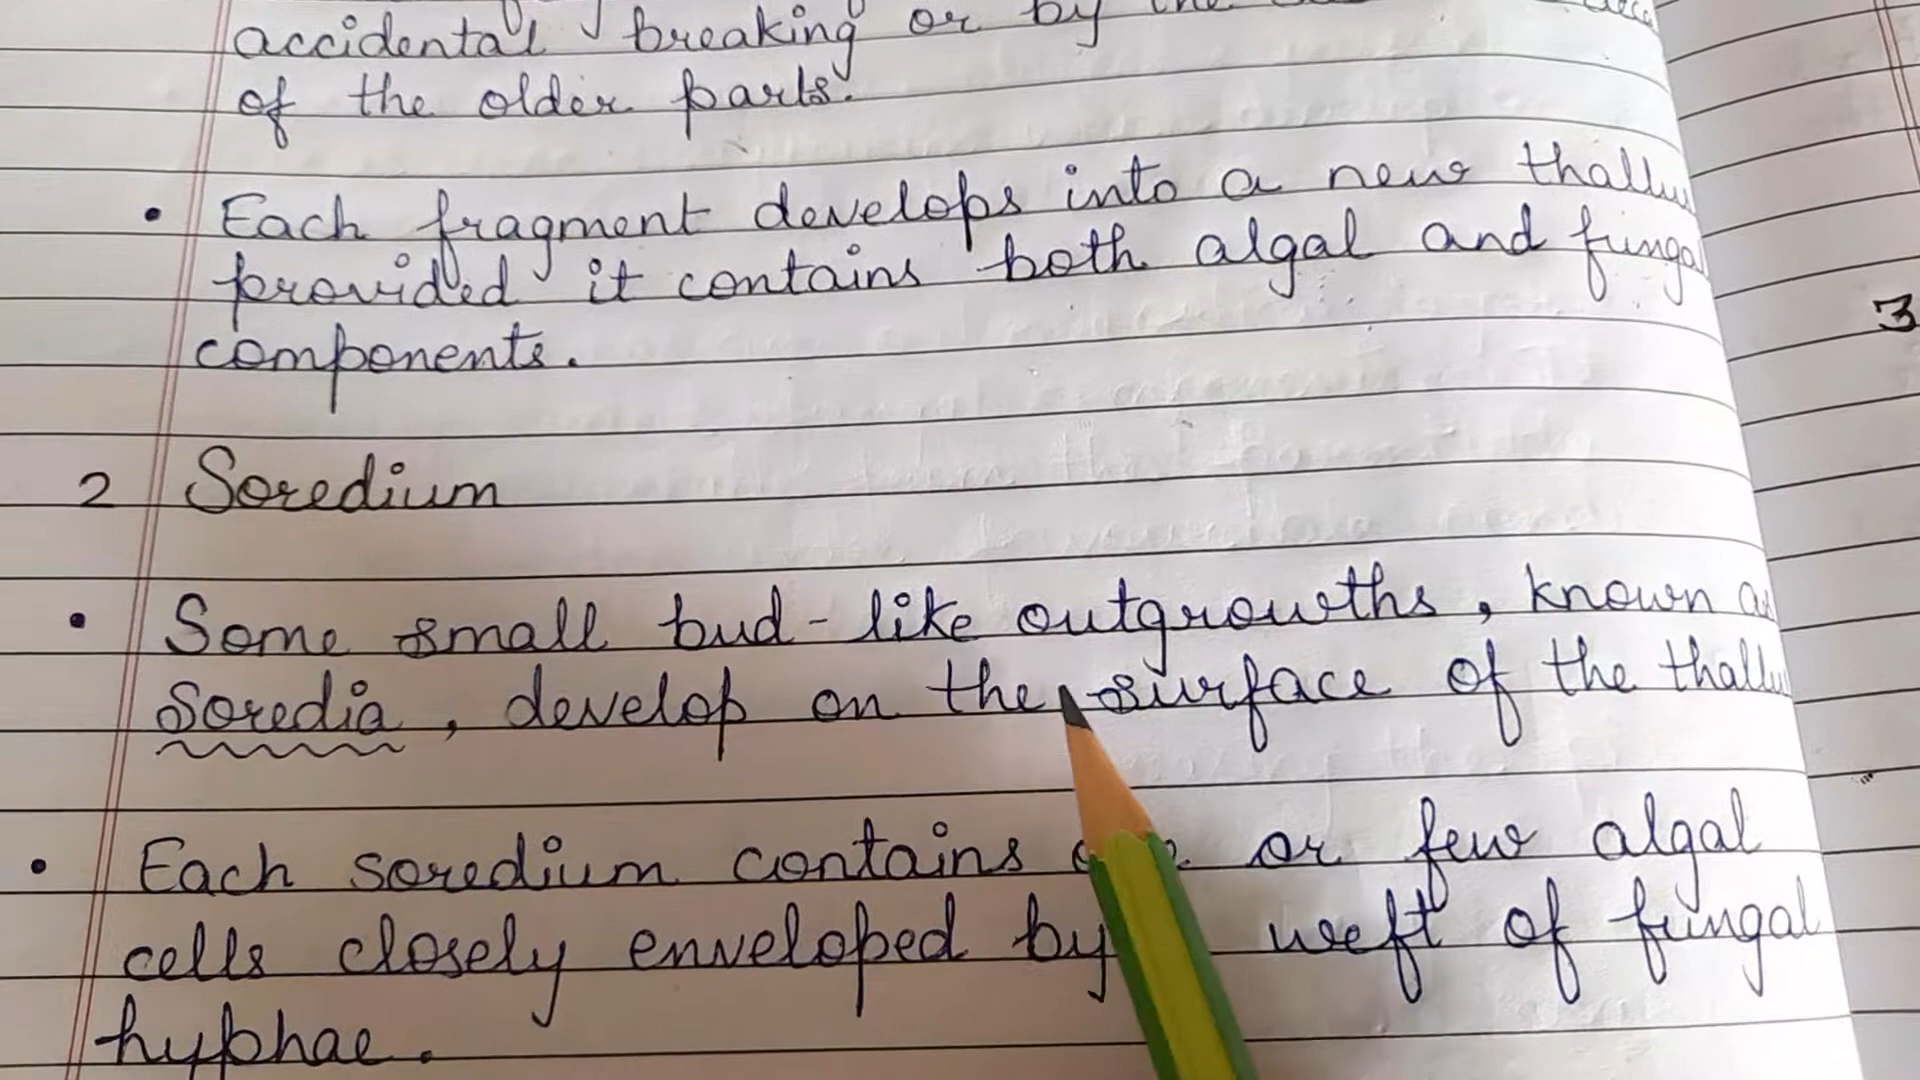 accidental breaking or by the
of the older parts.
• Each fragment develops into a new thallu
provided it contains both algal and fungal
components.
3
2 Soredium
• Some small bud-like outgrowths, known as
Soredia, develop on the surface of the thallu
• Each soredium contains or few algal
cells closely enveloped by weft of fungal
hyphae.